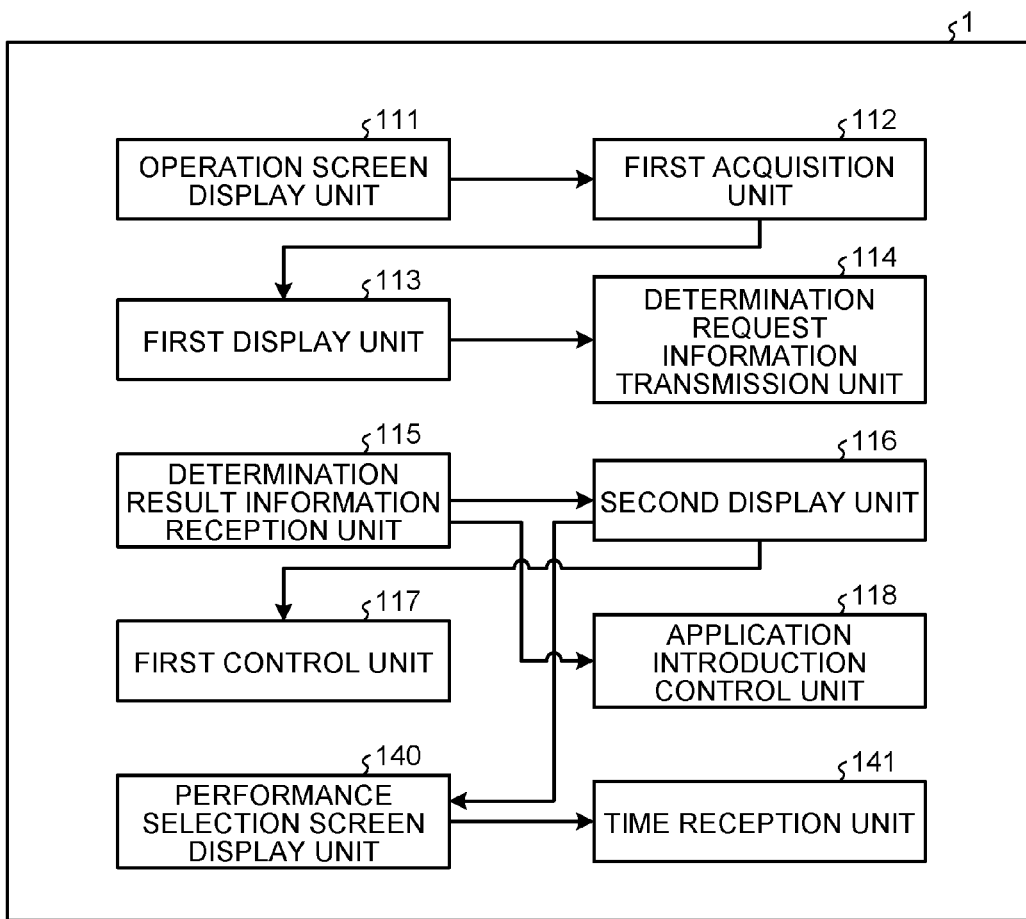 1
111
OPERATION SCREEN
DISPLAY UNIT
112
FIRST ACQUISITION
UNIT
113
FIRST DISPLAY UNIT
114
DETERMINATION
REQUEST
INFORMATION
TRANSMISSION UNIT
115
DETERMINATION
RESULT INFORMATION
RECEPTION UNIT
116
SECOND DISPLAY UNIT
117
FIRST CONTROL UNIT
118
APPLICATION
INTRODUCTION
CONTROL UNIT
140
PERFORMANCE
SELECTION SCREEN
DISPLAY UNIT
141
TIME RECEPTION UNIT